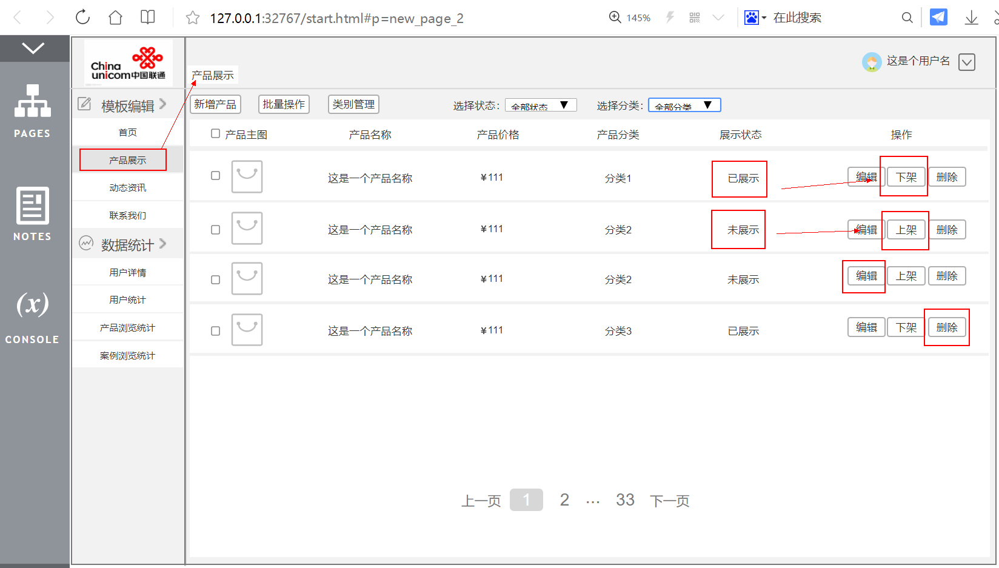 127.0.0.1:32767/start.html#p=new_page_2
145%
在此搜索
PAGES
NOTES
(x)
CONSOLE
China
unicom中国联通
产品展示
这是个用户名
模板编辑
首页
产品展示
动态资讯
联系我们
数据统计
用户详情
用户统计
产品浏览统计
案例浏览统计
新增产品 批量操作 类别管理 选择状态： 全部状态 ▼ 选择分类： 全部分类 ▼
产品主图 产品名称 产品价格 产品分类 展示状态 操作
这是一个产品名称 ¥111 分类1 已展示 编辑 下架 删除
这是一个产品名称 ¥111 分类2 未展示 编辑 上架 删除
这是一个产品名称 ¥111 分类2 未展示 编辑 上架 删除
这是一个产品名称 ¥111 分类3 已展示 编辑 下架 删除
上一页 1 2 ... 33 下一页